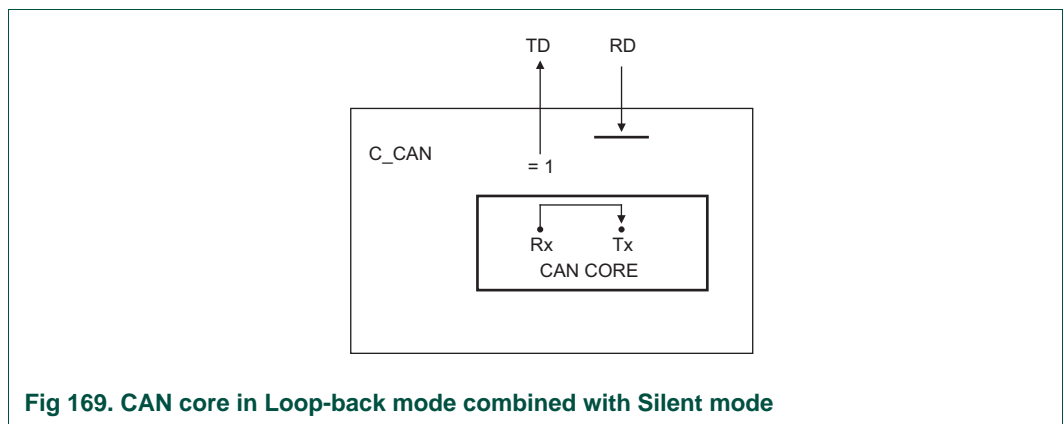 TD RD
C_CAN
= 1
Rx Tx
CAN CORE
Fig 169. CAN core in Loop-back mode combined with Silent mode